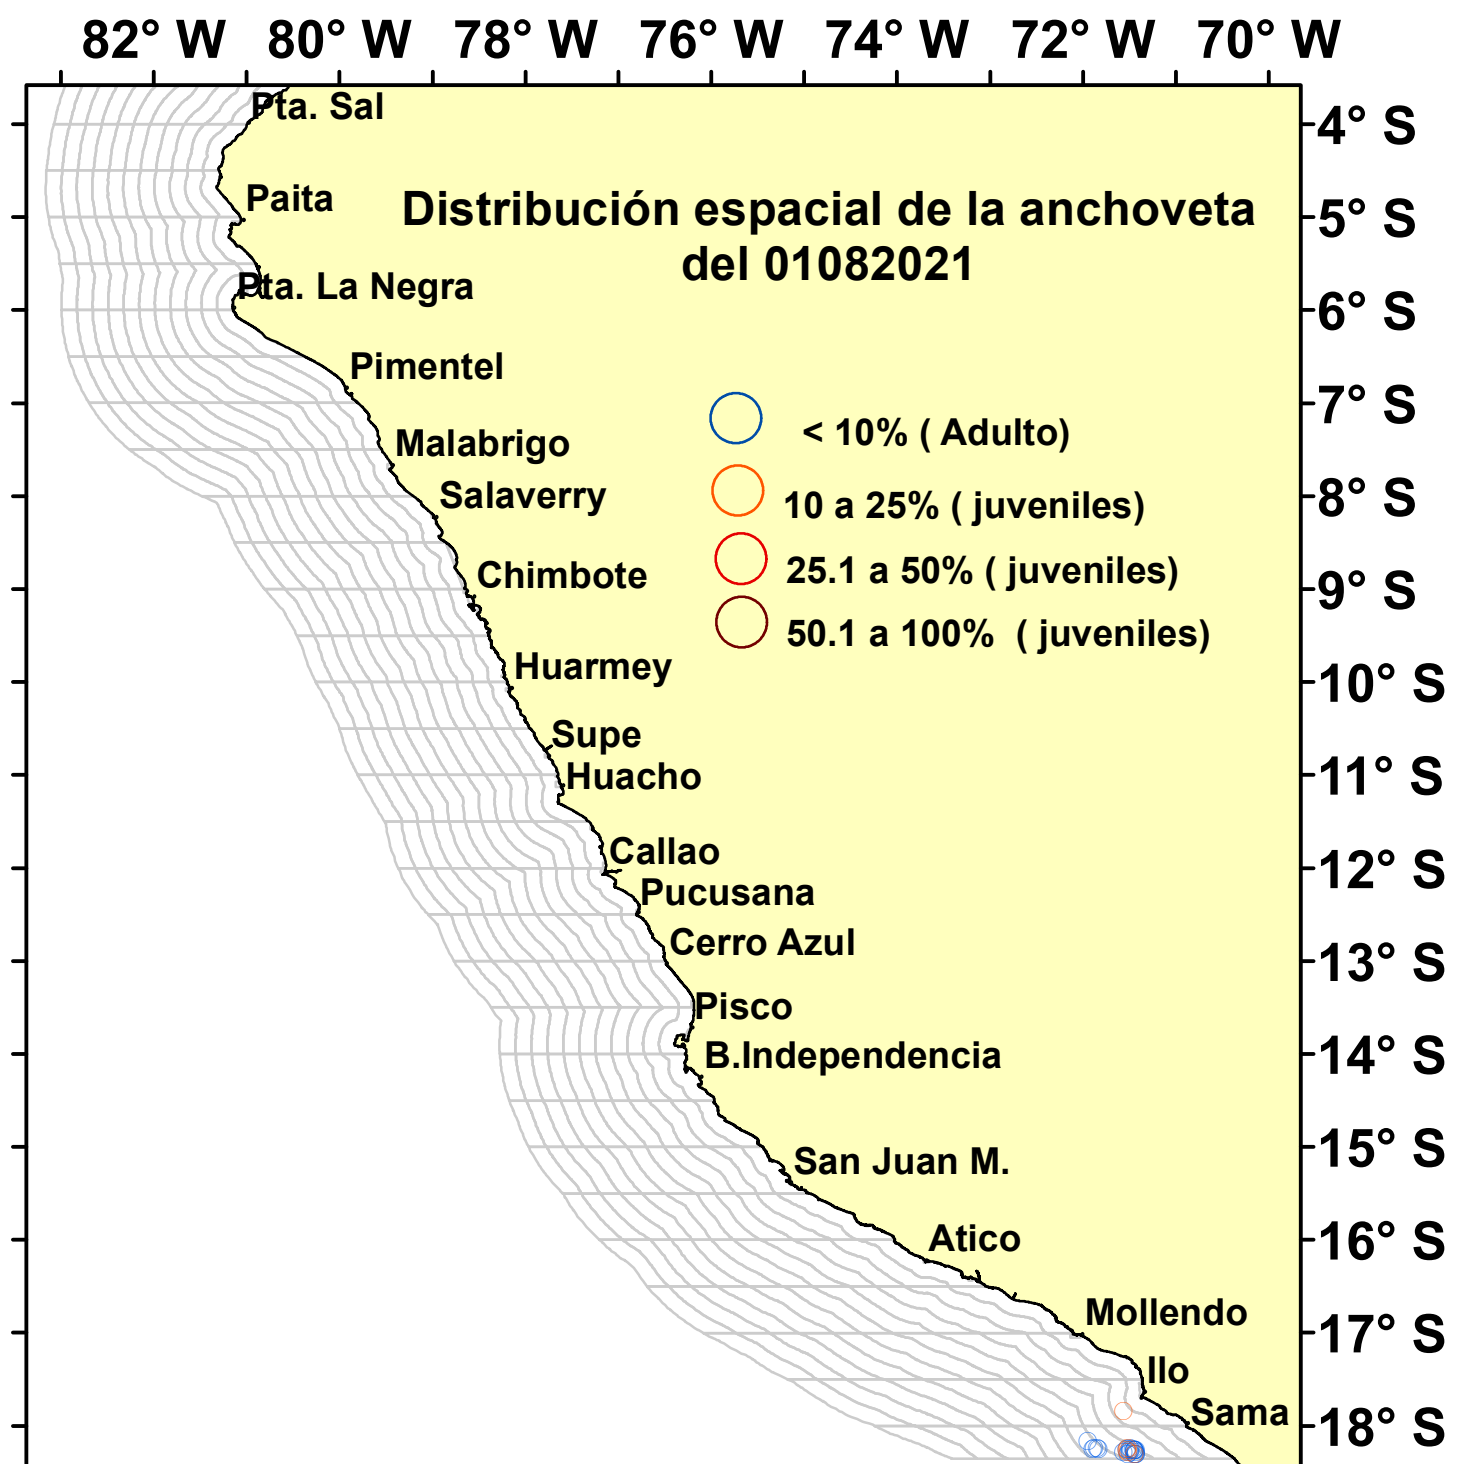 82° W 80° W 78° W 76° W 74° W 72° W 70° W
Pta. Sal
4° S
Paita
Distribución espacial de la anchoveta
5° S
del 01082021
Pta. La Negra
6° S
Pimentel
7° S
< 10% ( Adulto)
Malabrigo
Salaverry
8° S
10 a 25% ( juveniles)
25.1 a 50% ( juveniles)
Chimbote
9° S
50.1 a 100% ( juveniles)
Huarmey
10° S
Supe
Huacho
11° S
Callao
12° S
Pucusana
Cerro Azul
13° S
Pisco
B.Independencia
14° S
San Juan M.
15° S
Atico
16° S
Mollendo
17° S
Ilo
Sama
18° S